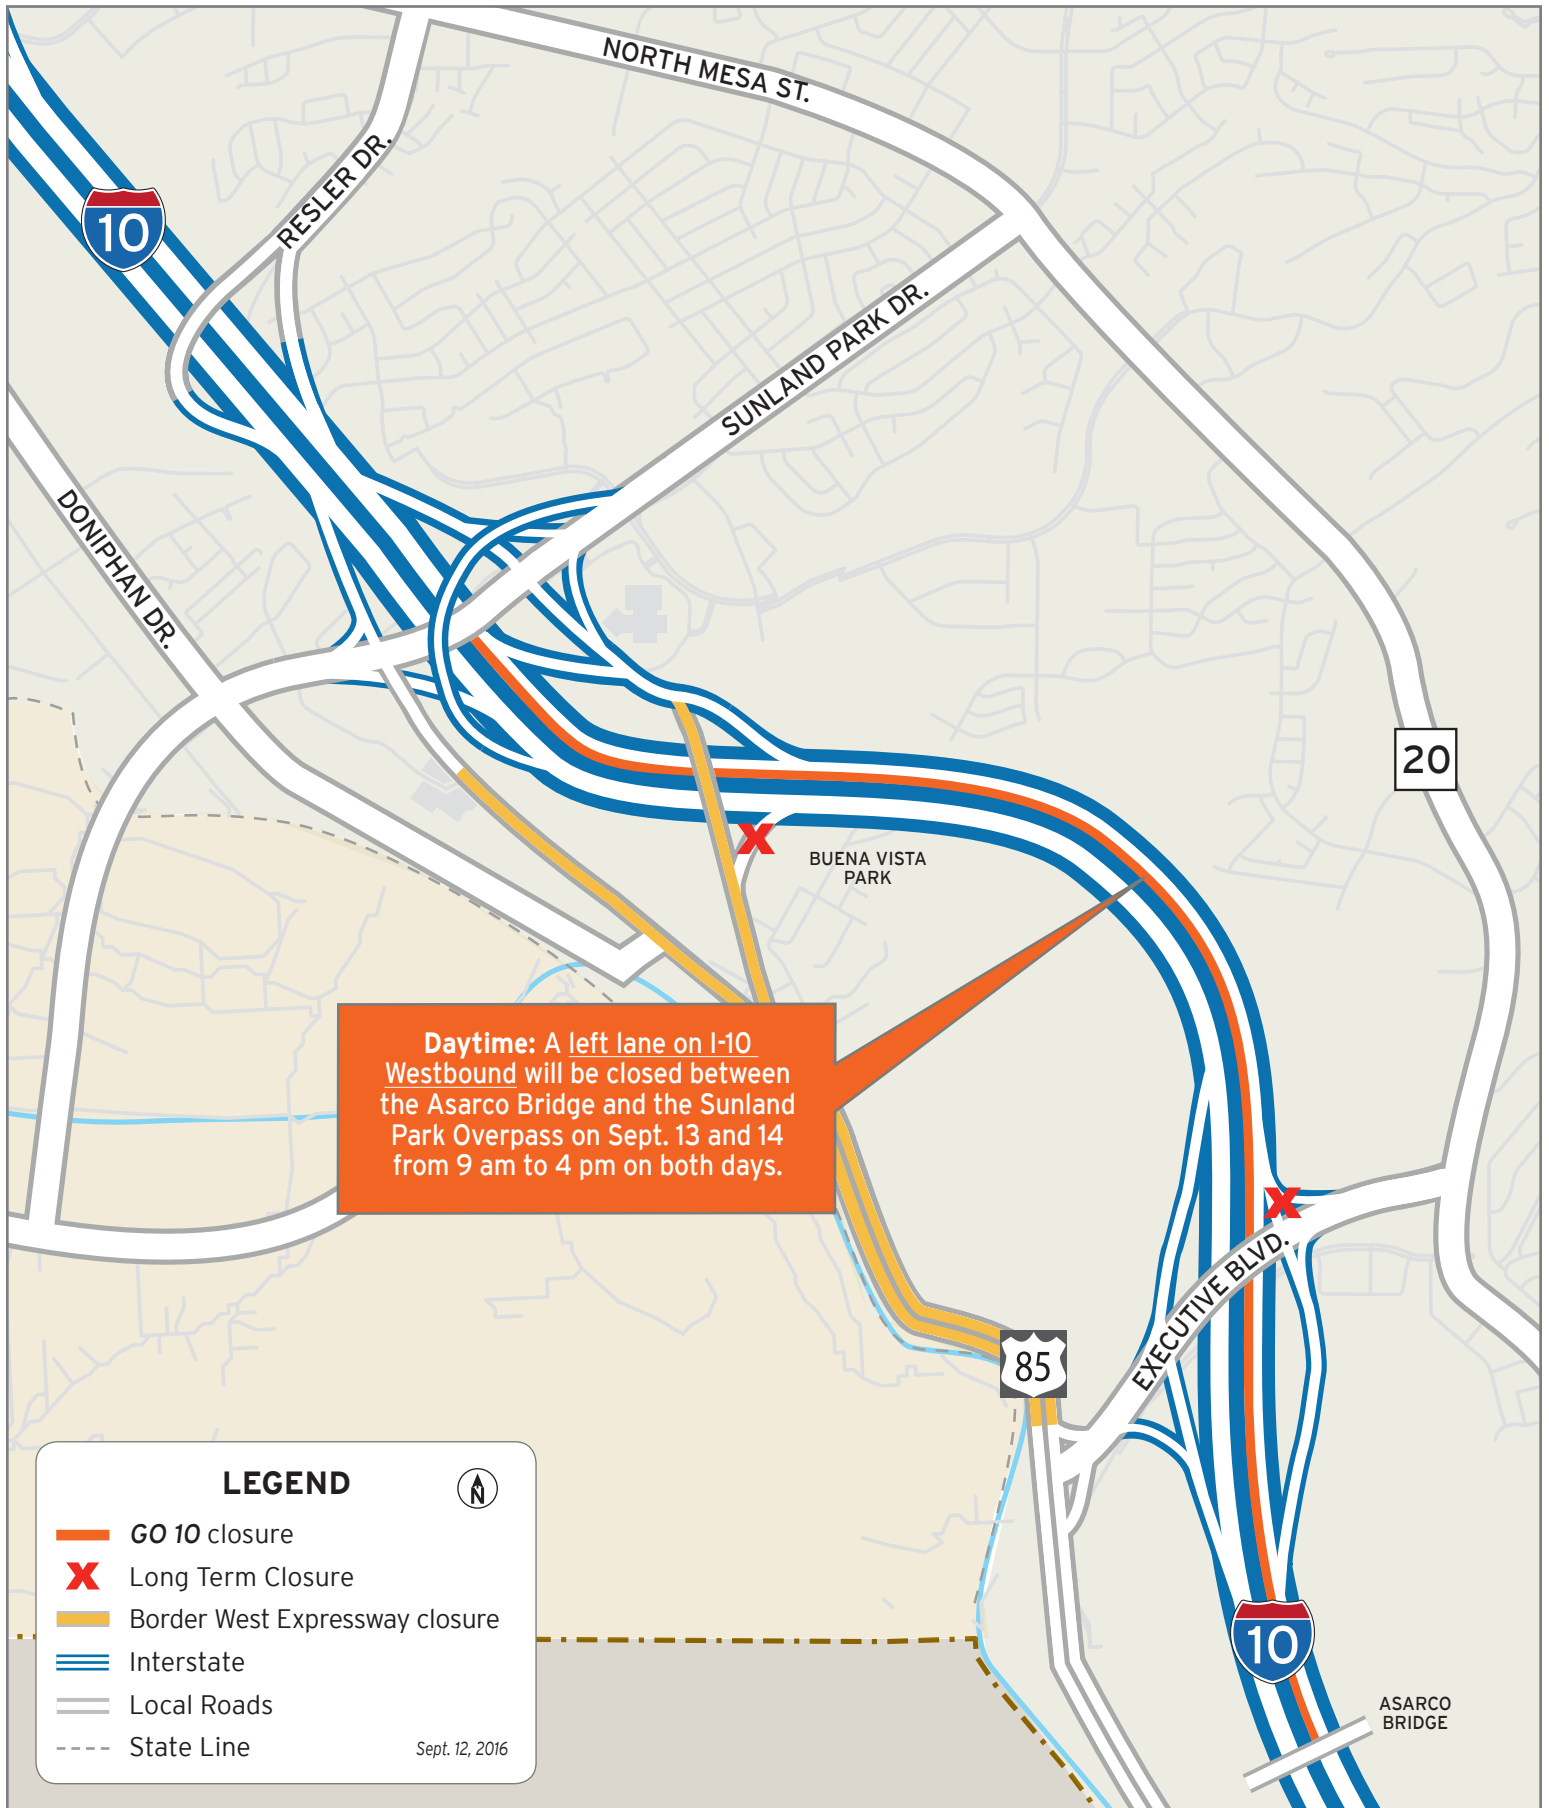 NORTH MESA ST.
RESLER DR.
10
SUNLAND PARK DR.
DONIPHAN DR.
20
BUENA VISTA
PARK
Daytime: A left lane on I-10
Westbound will be closed between
the Asarco Bridge and the Sunland
Park Overpass on Sept. 13 and 14
from 9 am to 4 pm on both days.
EXECUTIVE BLVD.
85
LEGEND
N
GO 10 closure
X Long Term Closure
Border West Expressway closure
Interstate
Local Roads
State Line
Sept. 12, 2016
10
ASARCO
BRIDGE